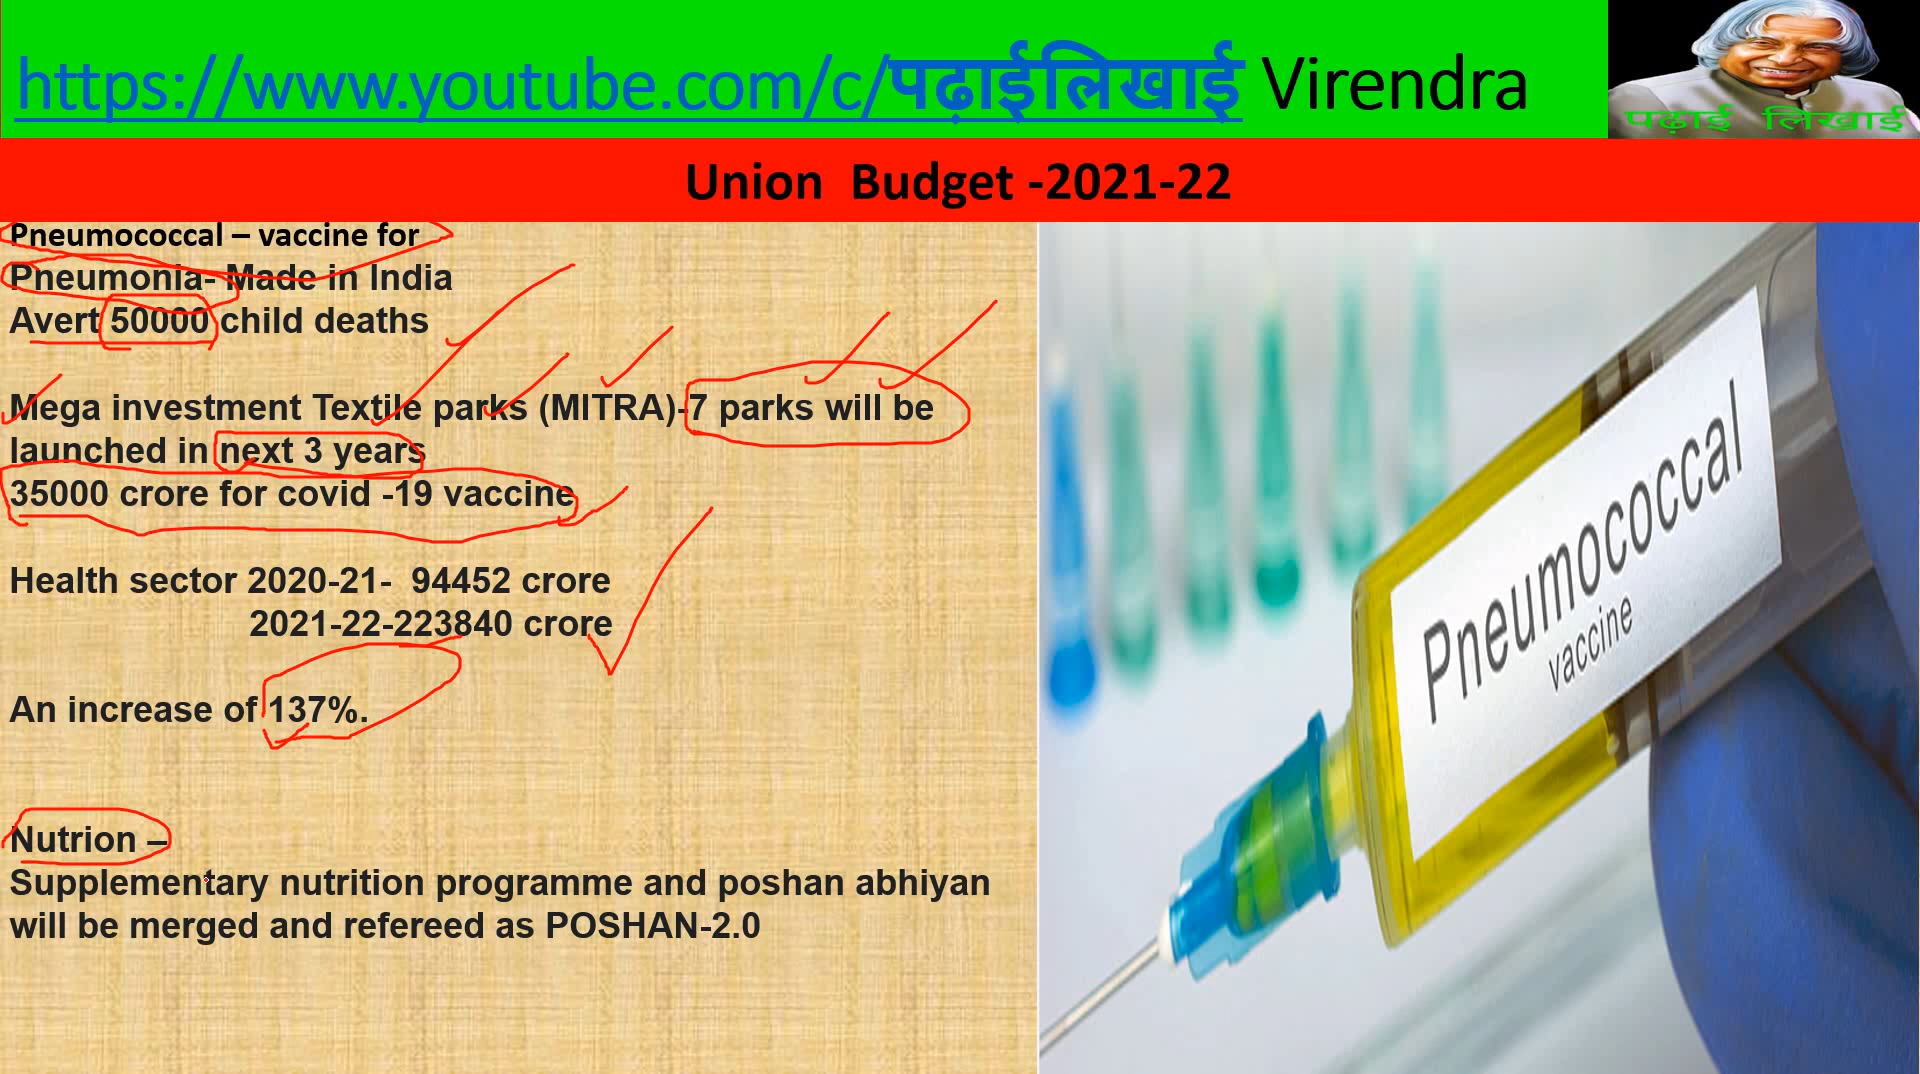 https://www.youtube.com/c/पढ़ाईलिखाई Virendra
पढ़ाई लिखाई
Union Budget -2021-22
Pneumococcal – vaccine for
Pneumonia- Made in India
Avert 50000 child deaths
Mega investment Textile parks (MITRA)-7 parks will be
launched in next 3 years
35000 crore for covid -19 vaccine
Health sector 2020-21- 94452 crore
2021-22-223840 crore
An increase of 137%.
Nutrion –
Supplementary nutrition programme and poshan abhiyan
will be merged and refereed as POSHAN-2.0
Pneumococcal
vaccine